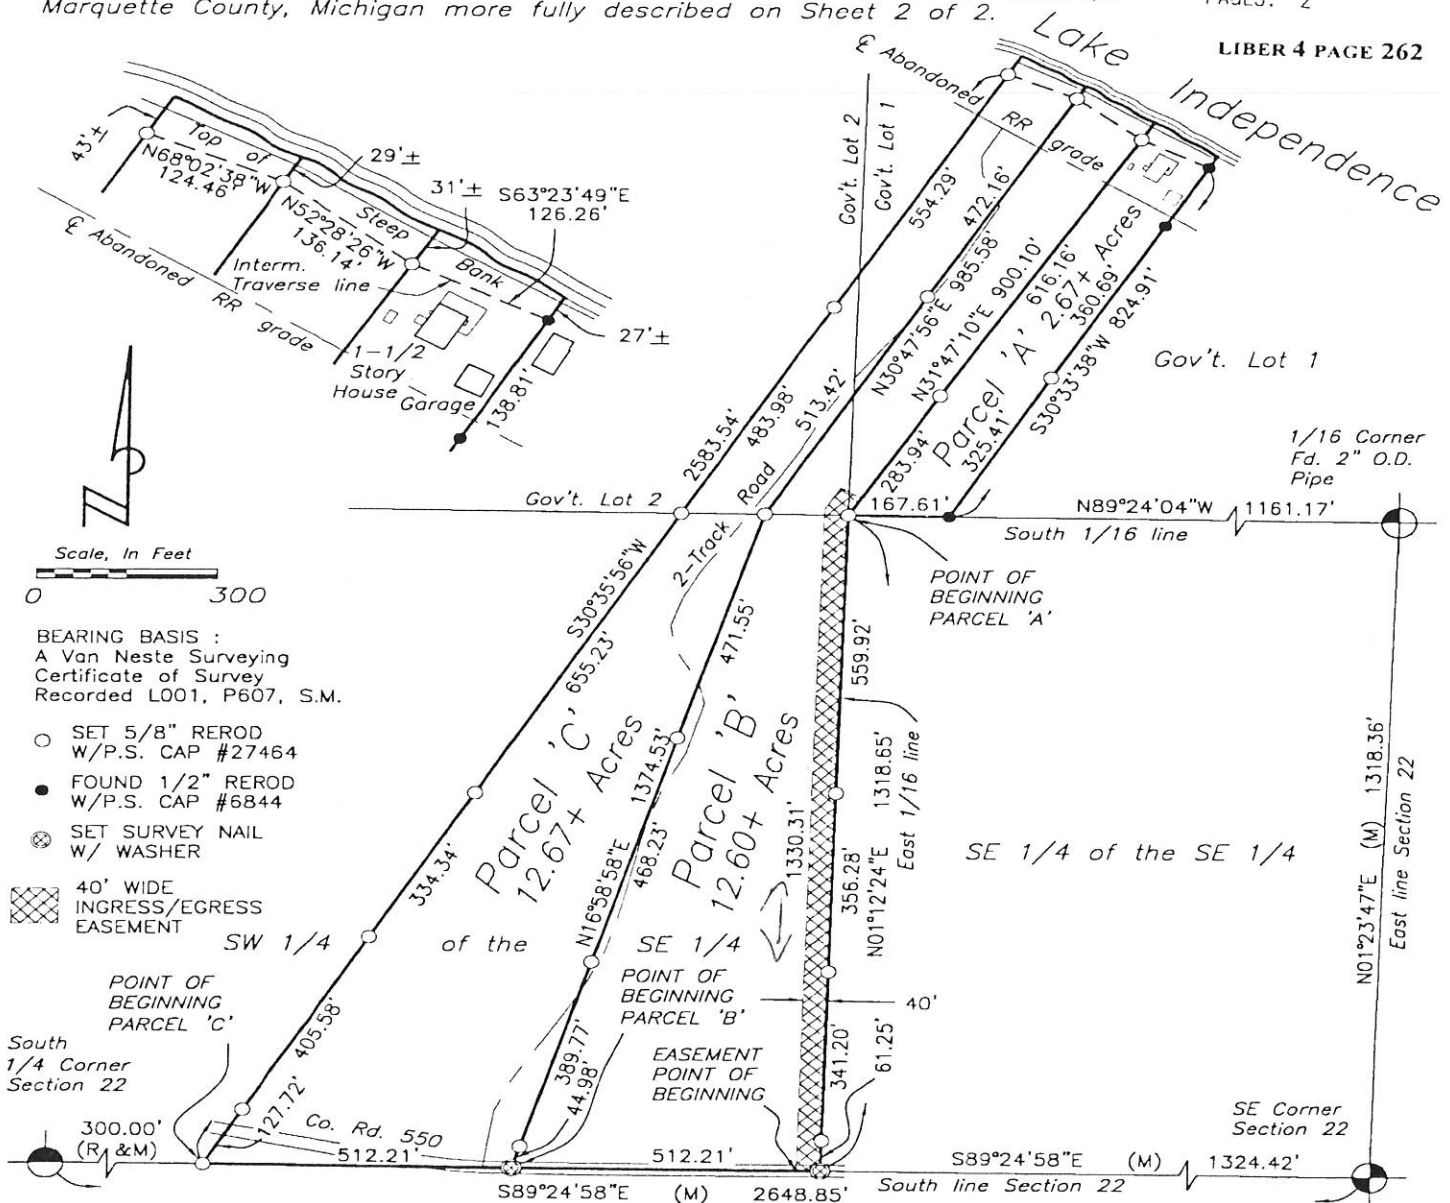 Marquette County, Michigan more fully described on Sheet 2 of 2.
PAGES: 2
LIBER 4 PAGE 262
Lake Independence
℄ Abandoned RR grade
Gov't. Lot 2
Gov't. Lot 1
43'±
Top of Steep Bank
N68°02'38"W
124.46'
29'±
N52°28'26"W
136.14'
31'±
S63°23'49"E
126.26'
℄ Abandoned RR grade
Interm.
Traverse line
27'±
1-1/2
Story
House
Garage
138.81'
554.29'
472.16'
N30°47'56"E 985.58'
N31°47'10"E 900.10'
616.16'
Parcel 'A'
2.67± Acres
360.69'
S30°33'38"W 824.91'
325.41'
283.94'
Gov't. Lot 1
2583.54'
483.98'
513.42'
Gov't. Lot 2
2-Track Road
167.61'
N89°24'04"W
1161.17'
South 1/16 line
1/16 Corner
Fd. 2" O.D.
Pipe
POINT OF
BEGINNING
PARCEL 'A'
Scale, In Feet
0 300
BEARING BASIS :
A Van Neste Surveying
Certificate of Survey
Recorded L001, P607, S.M.
SET 5/8" REROD
W/P.S. CAP #27464
FOUND 1/2" REROD
W/P.S. CAP #6844
SET SURVEY NAIL
W/ WASHER
40' WIDE
INGRESS/EGRESS
EASEMENT
S30°35'56"W
655.23'
471.55'
559.92'
Parcel 'C'
12.67± Acres
1374.53'
N16°58'58"E
468.23'
Parcel 'B'
12.60± Acres
1330.31'
1318.65'
East 1/16 line
356.28'
N01°12'24"E
334.34'
SE 1/4 of the SE 1/4
N01°23'47"E (M) 1318.36'
East line Section 22
SW 1/4 of the SE 1/4
POINT OF
BEGINNING
PARCEL 'C'
POINT OF
BEGINNING
PARCEL 'B'
40'
405.58'
389.77'
44.98'
EASEMENT
POINT OF
BEGINNING
341.20'
61.25'
South
1/4 Corner
Section 22
127.72'
Co. Rd. 550
300.00'
(R &M)
512.21'
512.21'
S89°24'58"E (M) 1324.42'
SE Corner
Section 22
S89°24'58"E (M) 2648.85'
South line Section 22